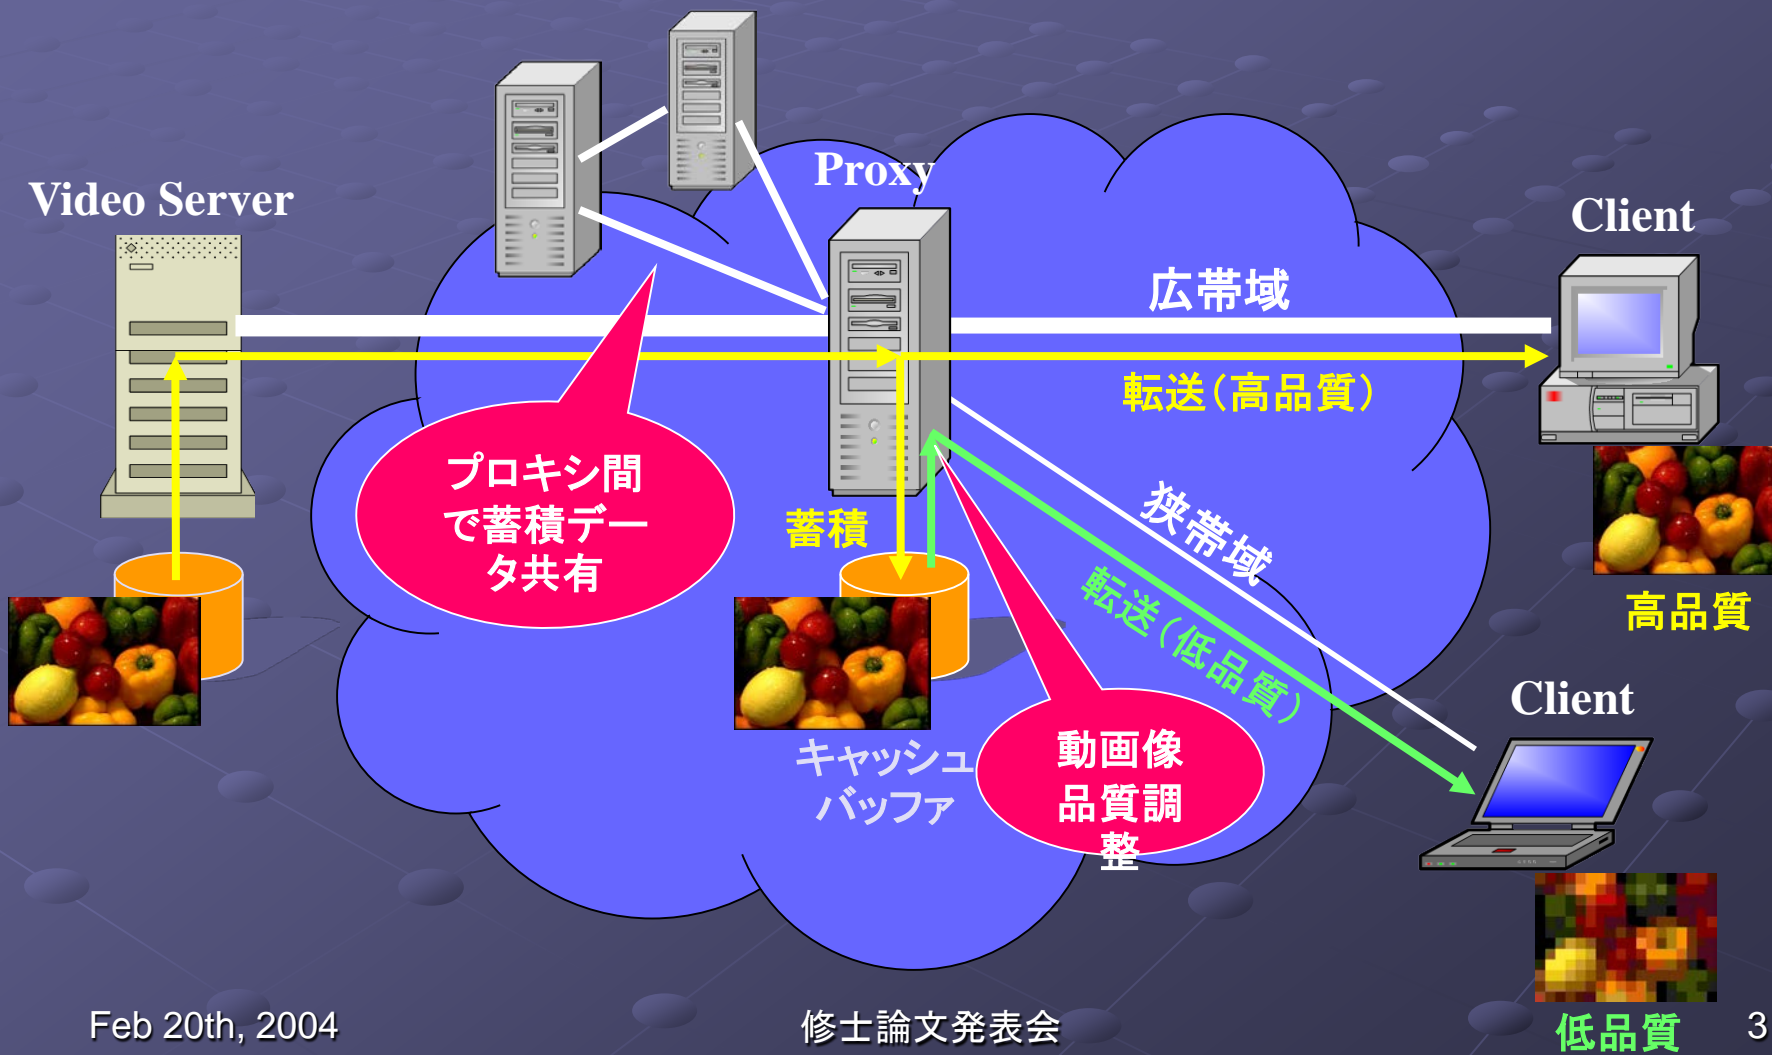 Proxy
Video Server
Client
広帯域
転送（高品質）
プロキシ間
で蓄積デー
タ共有
蓄積
狭帯域
転送（低品質）
高品質
Client
キャッシュ
バッファ
動画像
品質調
整
Feb 20th, 2004
修士論文発表会
低品質
3